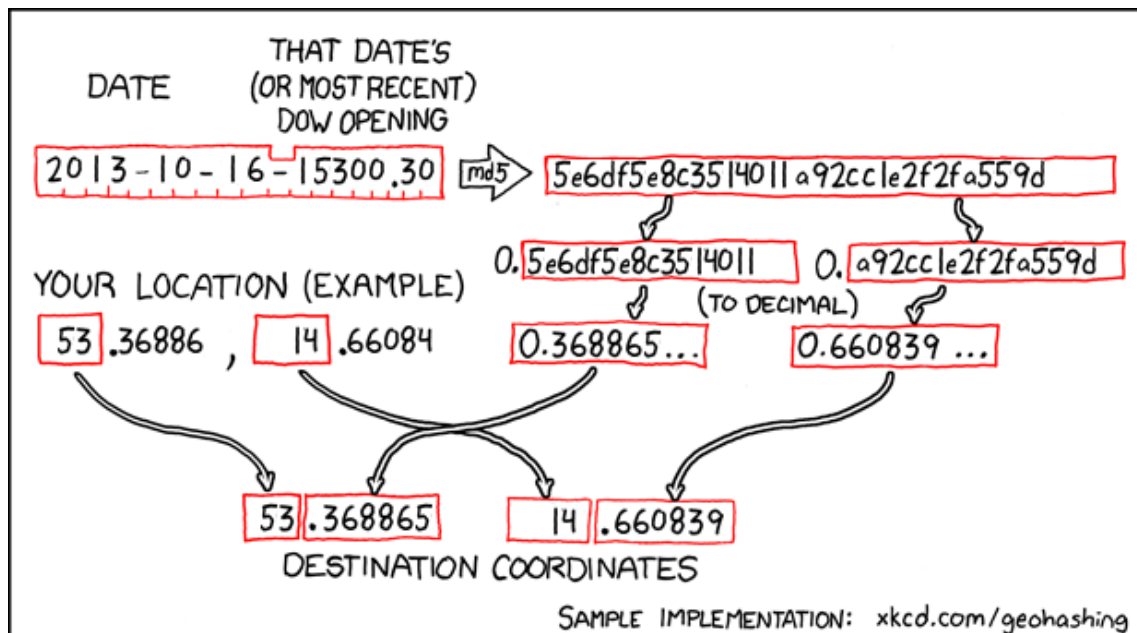 DATE
THAT DATE'S
(OR MOST RECENT)
DOW OPENING
2013-10-16-15300.30
md5
5e6df5e8c3514011a92cc1e2f2fa559d
0.5e6df5e8c3514011
0.a92cc1e2f2fa559d
(TO DECIMAL)
YOUR LOCATION (EXAMPLE)
53.36886, 14.66084
0.368865...
0.660839 ...
53.368865
14.660839
DESTINATION COORDINATES
SAMPLE IMPLEMENTATION: xkcd.com/geohashing